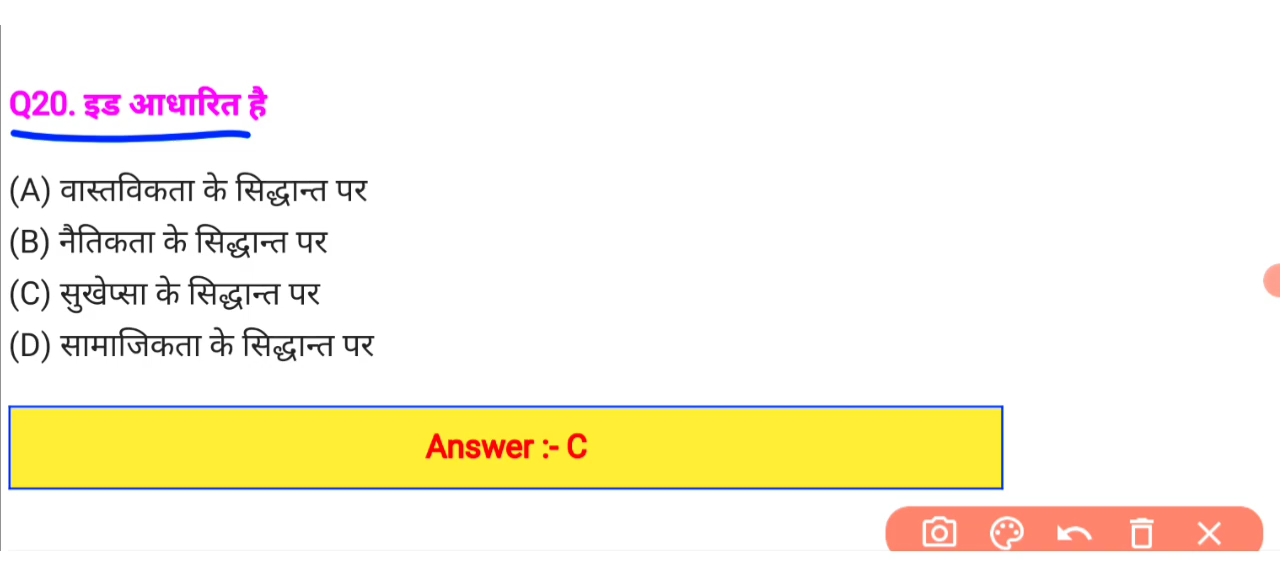 Q20. इड आधारित है
(A) वास्तविकता के सिद्धान्त पर
(B) नैतिकता के सिद्धान्त पर
(C) सुखेप्सा के सिद्धान्त पर
(D) सामाजिकता के सिद्धान्त पर
Answer :- C